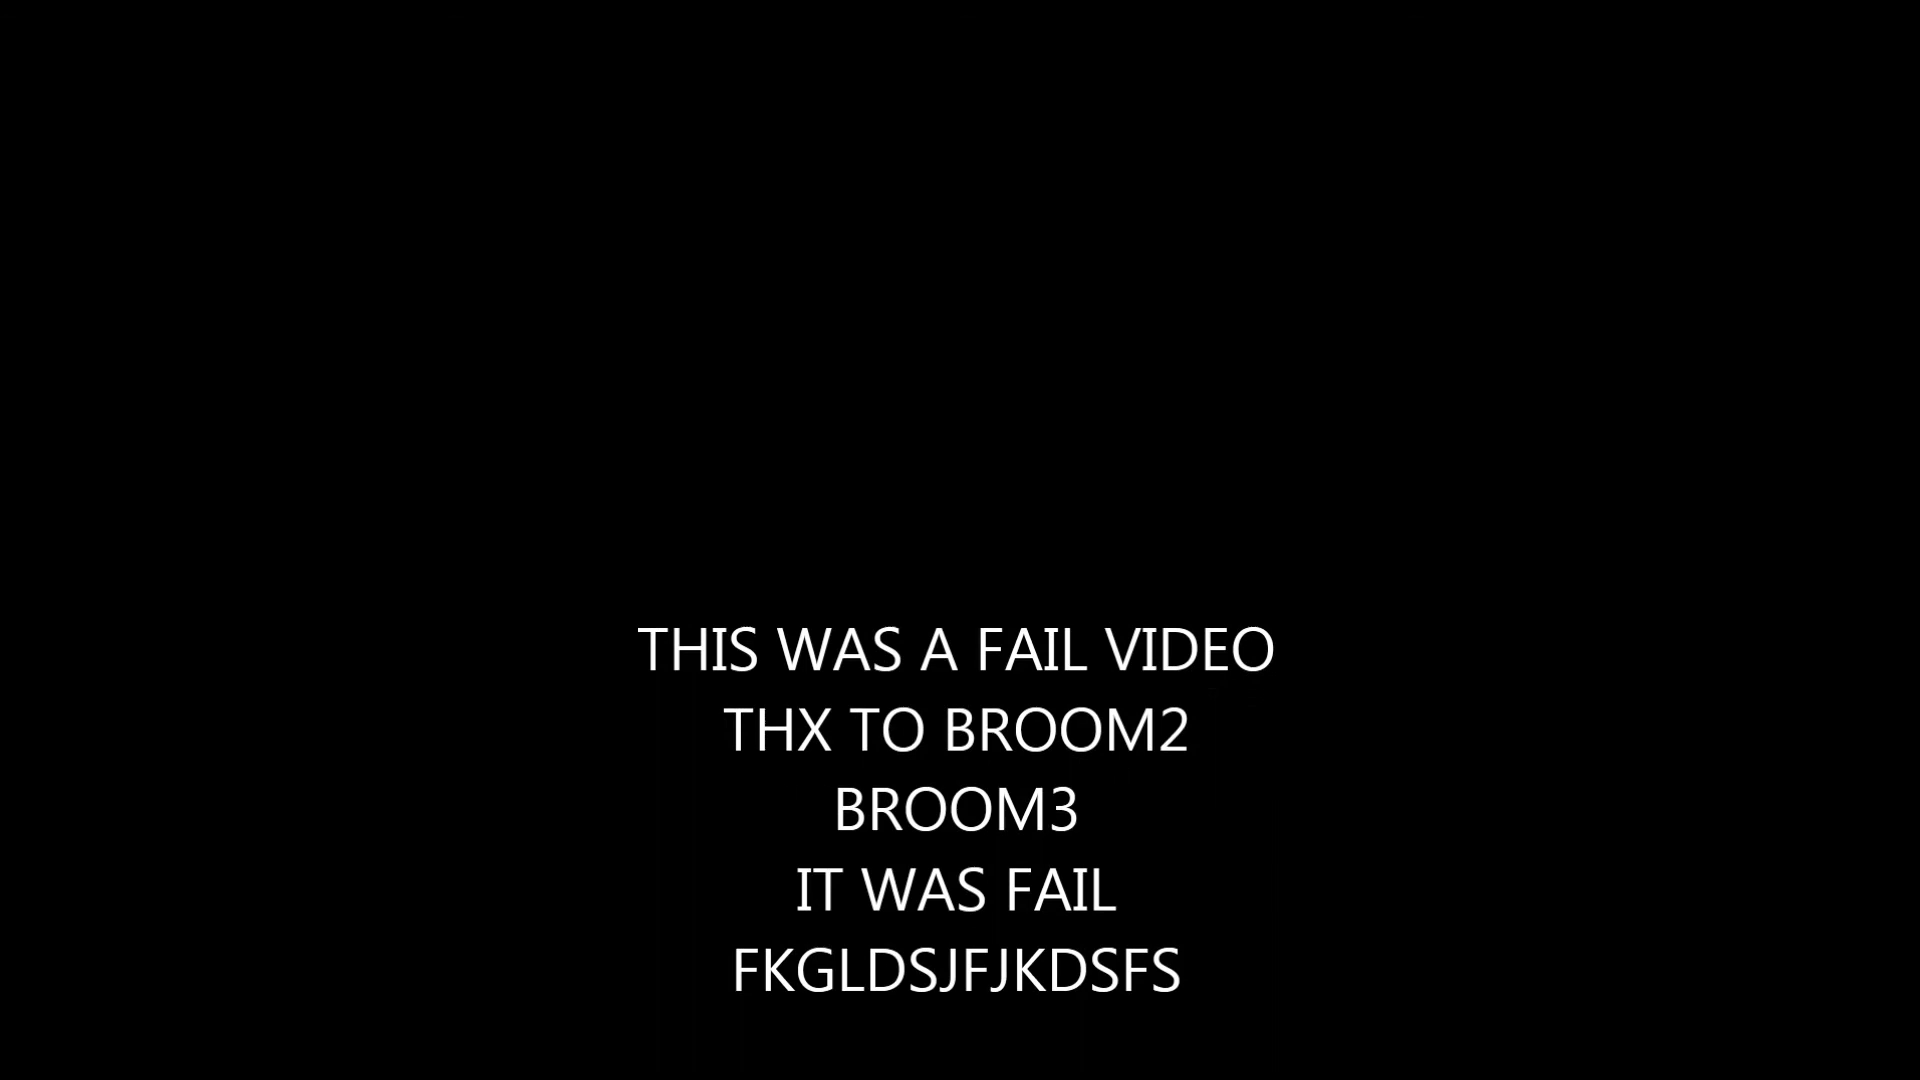 THIS WAS A FAIL VIDEO
THX TO BROOM2
BROOM3
IT WAS FAIL
FKGLDSJFJKDSFS